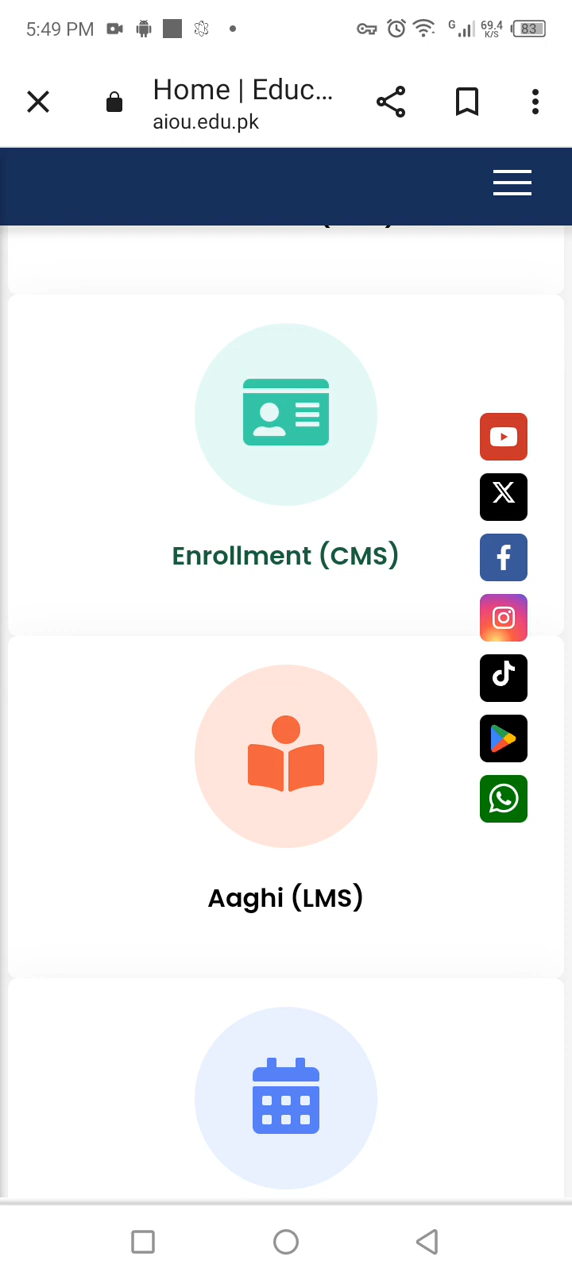 5:49 PM
G
69.4
K/S
83
Home | Educ...
aiou.edu.pk
Enrollment (CMS)
Aaghi (LMS)